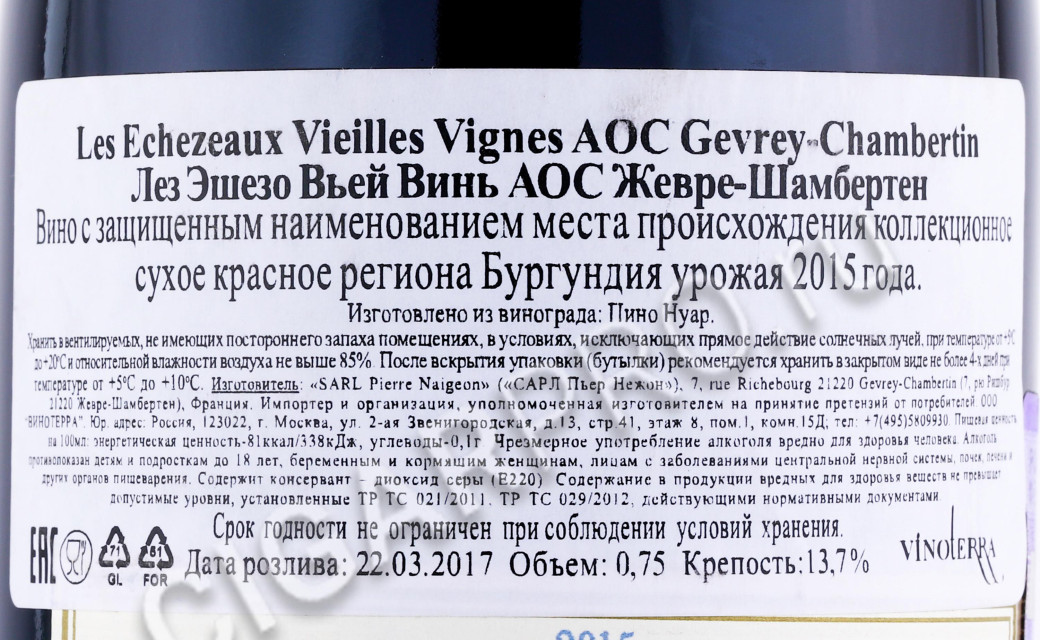 Les Echezeaux Vieilles Vignes AOC Gevrey-Chambertin
Лез Эшезо Вьей Винь АОС Жевре-Шамбертен
Вино с защищенным наименованием места происхождения коллекционное
сухое красное региона Бургундия урожая 2015 года.
Изготовлено из винограда: Пино Нуар.
Хранить в вентилируемых, не имеющих постороннего запаха помещениях, в условиях, исключающих прямое действие солнечных лучей, при температуре от +5°С
до +20°С и относительной влажности воздуха не выше 85%. После вскрытия упаковки (бутылки) рекомендуется хранить в закрытом виде не более 4-х дней при
температуре от +5°С до +10°С. Изготовитель: «SARL Pierre Naigeon» («САРЛ Пьер Нежон»), 7, rue Richebourg 21220 Gevrey-Chambertin (7, рю Ришбур
21220 Жевре-Шамбертен), Франция. Импортер и организация, уполномоченная изготовителем на принятие претензий от потребителей ООО
"ВИНОТЕРРА". Юр. адрес: Россия, 123022, г. Москва, ул. 2-ая Звенигородская, д.13, стр.41, этаж 8, пом.1, комн.15Д; тел: +7(495)5809930. Пищевая ценность
на 100мл: энергетическая ценность-81ккал/338кДж, углеводы-0,1г Чрезмерное употребление алкоголя вредно для здоровья человека. Алкоголь
противопоказан детям и подросткам до 18 лет, беременным и кормящим женщинам, лицам с заболеваниями центральной нервной системы, почек, печени и
других органов пищеварения. Содержит консервант - диоксид серы (Е220) Содержание в продукции вредных для здоровья веществ не превышает
допустимые уровни, установленные ТР ТС 021/2011, ТР ТС 029/2012, действующими нормативными документами.
Срок годности не ограничен при соблюдении условий хранения.
EAC 71 GL 51 FOR Дата розлива: 22.03.2017 Объем: 0,75 Крепость:13,7%
VINOTERRA
2015
CIGARPRO.ru